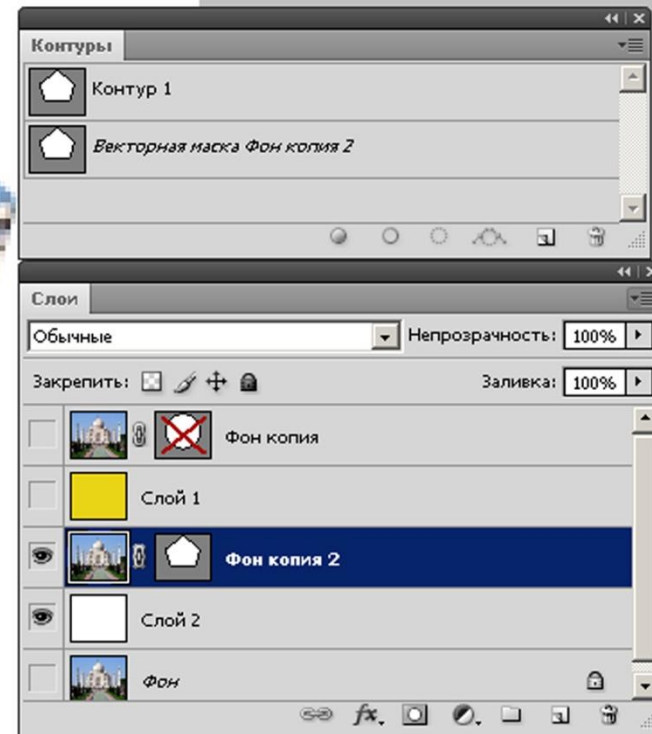 Контуры
Контур 1
Векторная маска Фон копия 2
Слои
Обычные Непрозрачность: 100%
Закрепить: Заливка: 100%
Фон копия
Слой 1
Фон копия 2
Слой 2
Фон
fx.